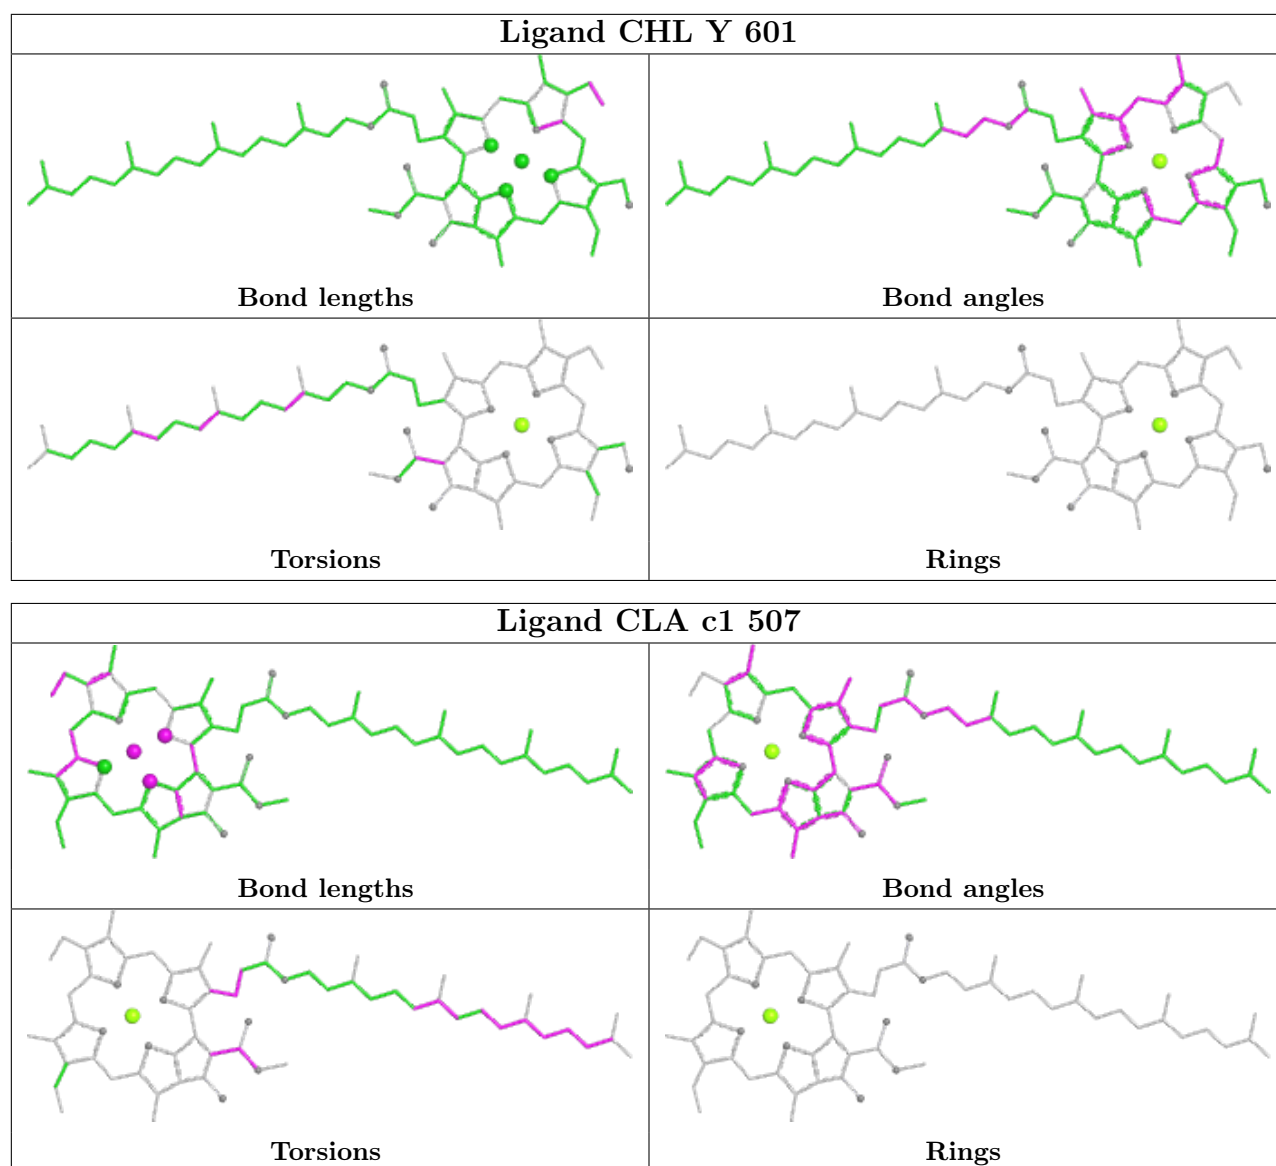 Ligand CHL Y 601
Bond lengths
Bond angles
Torsions
Rings
Ligand CLA c1 507
Bond lengths
Bond angles
Torsions
Rings